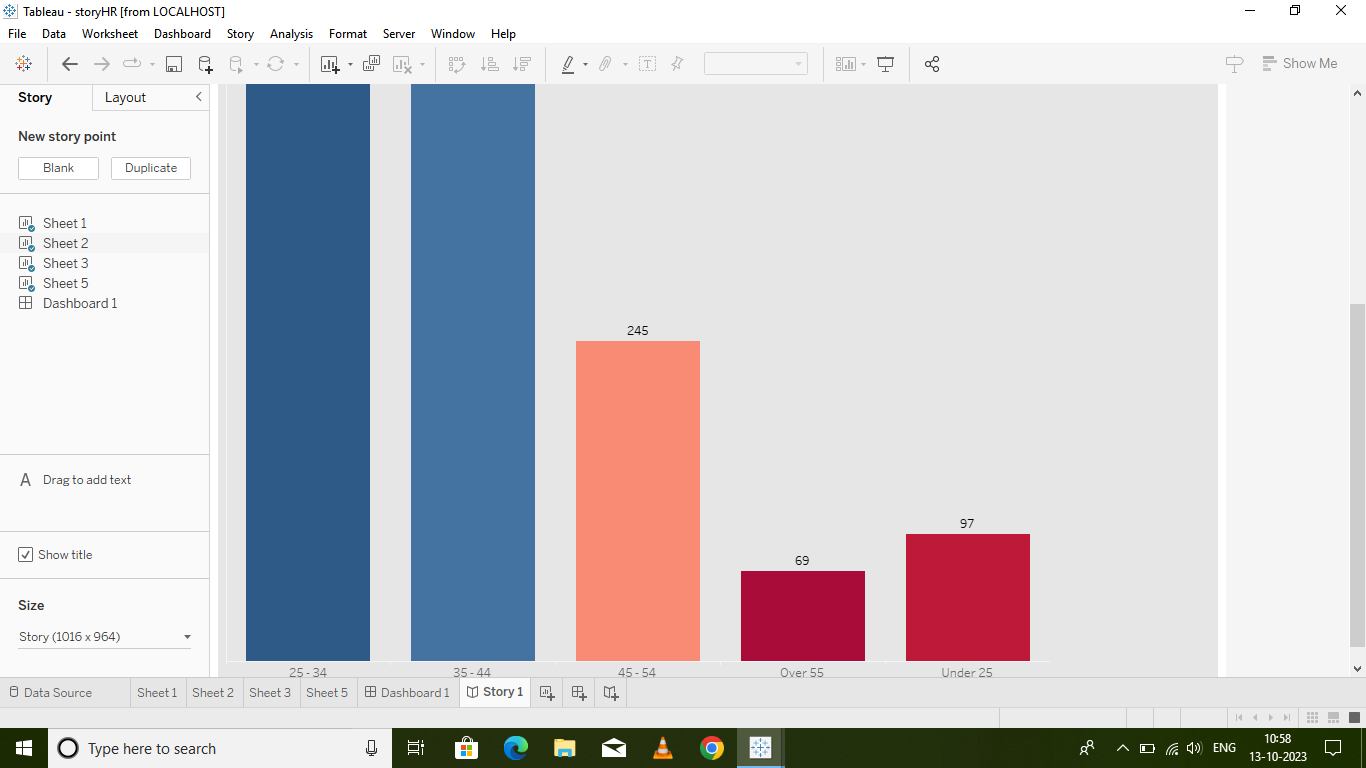 Tableau - storyHR [from LOCALHOST]
File Data Worksheet Dashboard Story Analysis Format Server Window Help
Show Me
Story Layout
New story point
Blank Duplicate
Sheet 1
Sheet 2
Sheet 3
Sheet 5
Dashboard 1
A Drag to add text
Show title
Size
Story (1016 x 964)
245
69
97
25 - 34 35 - 44 45 - 54 Over 55 Under 25
Data Source Sheet 1 Sheet 2 Sheet 3 Sheet 5 Dashboard 1 Story 1
Type here to search
ENG
10:58
13-10-2023